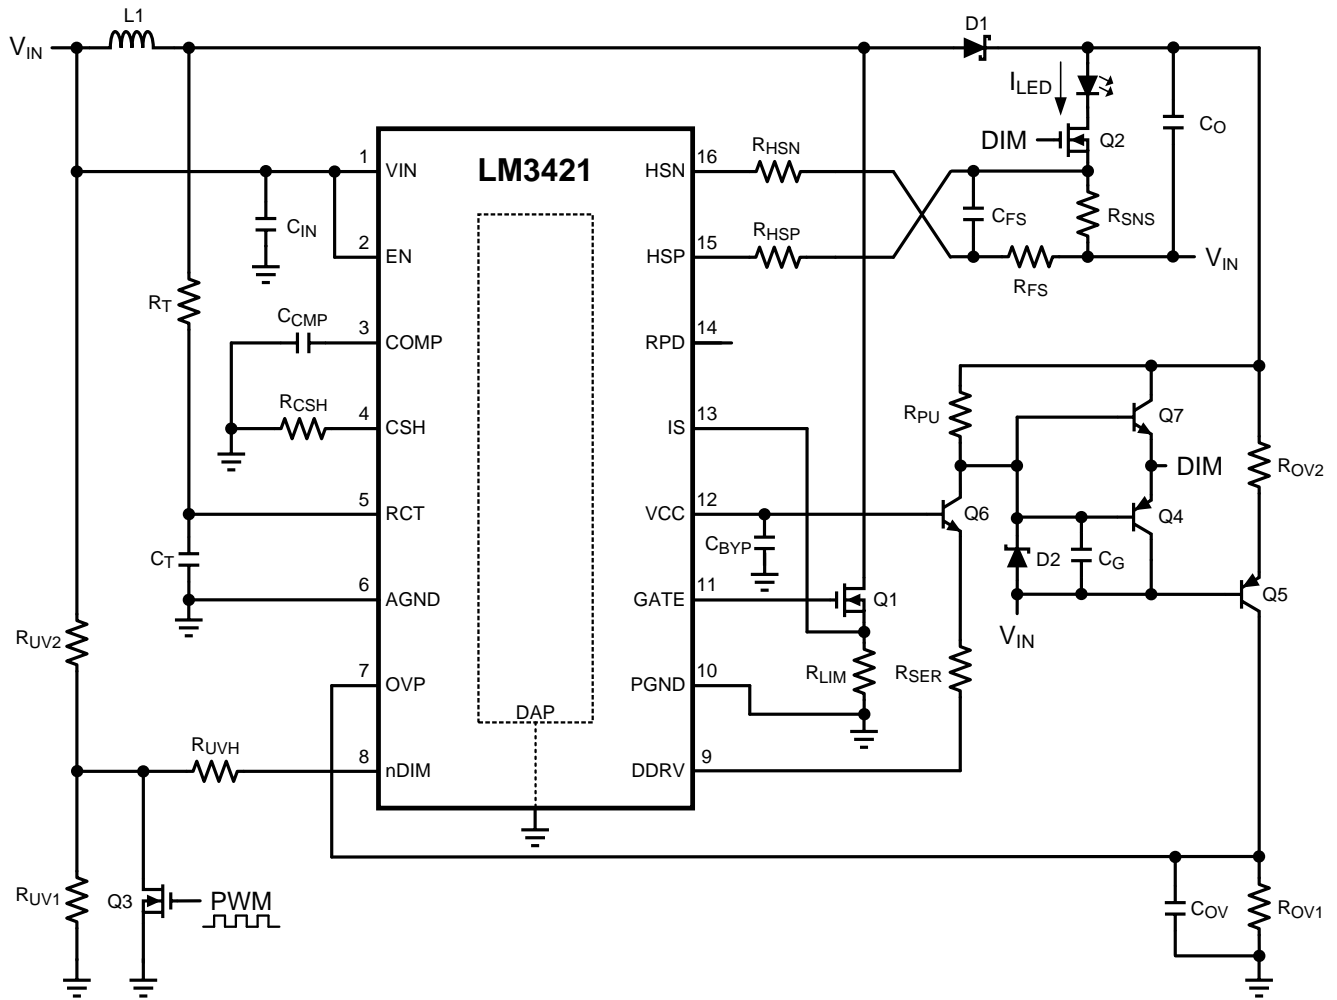 L1
D1
VIN
ILED
CO
DIM
Q2
LM3421
1
VIN
HSN
16
RHSN
CIN
CFS
RSNS
2
EN
HSP
15
RHSP
VIN
RFS
RT
CCMP
3
COMP
RPD
14
RCSH
4
CSH
IS
13
RPU
Q7
DIM
ROV2
5
RCT
VCC
12
Q6
Q4
CT
CBYP
D2
CG
6
AGND
GATE
11
Q1
Q5
VIN
RUV2
7
OVP
PGND
10
RLIM
RSER
DAP
RUVH
8
nDIM
DDRV
9
RUV1
Q3
PWM
COV
ROV1